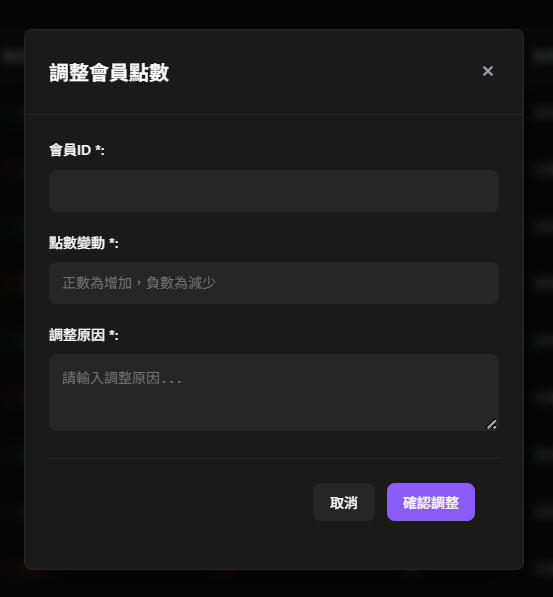 調整會員點數
×
會員ID *:
點數變動 *:
正數為增加，負數為減少
調整原因 *:
請輸入調整原因...
取消
確認調整